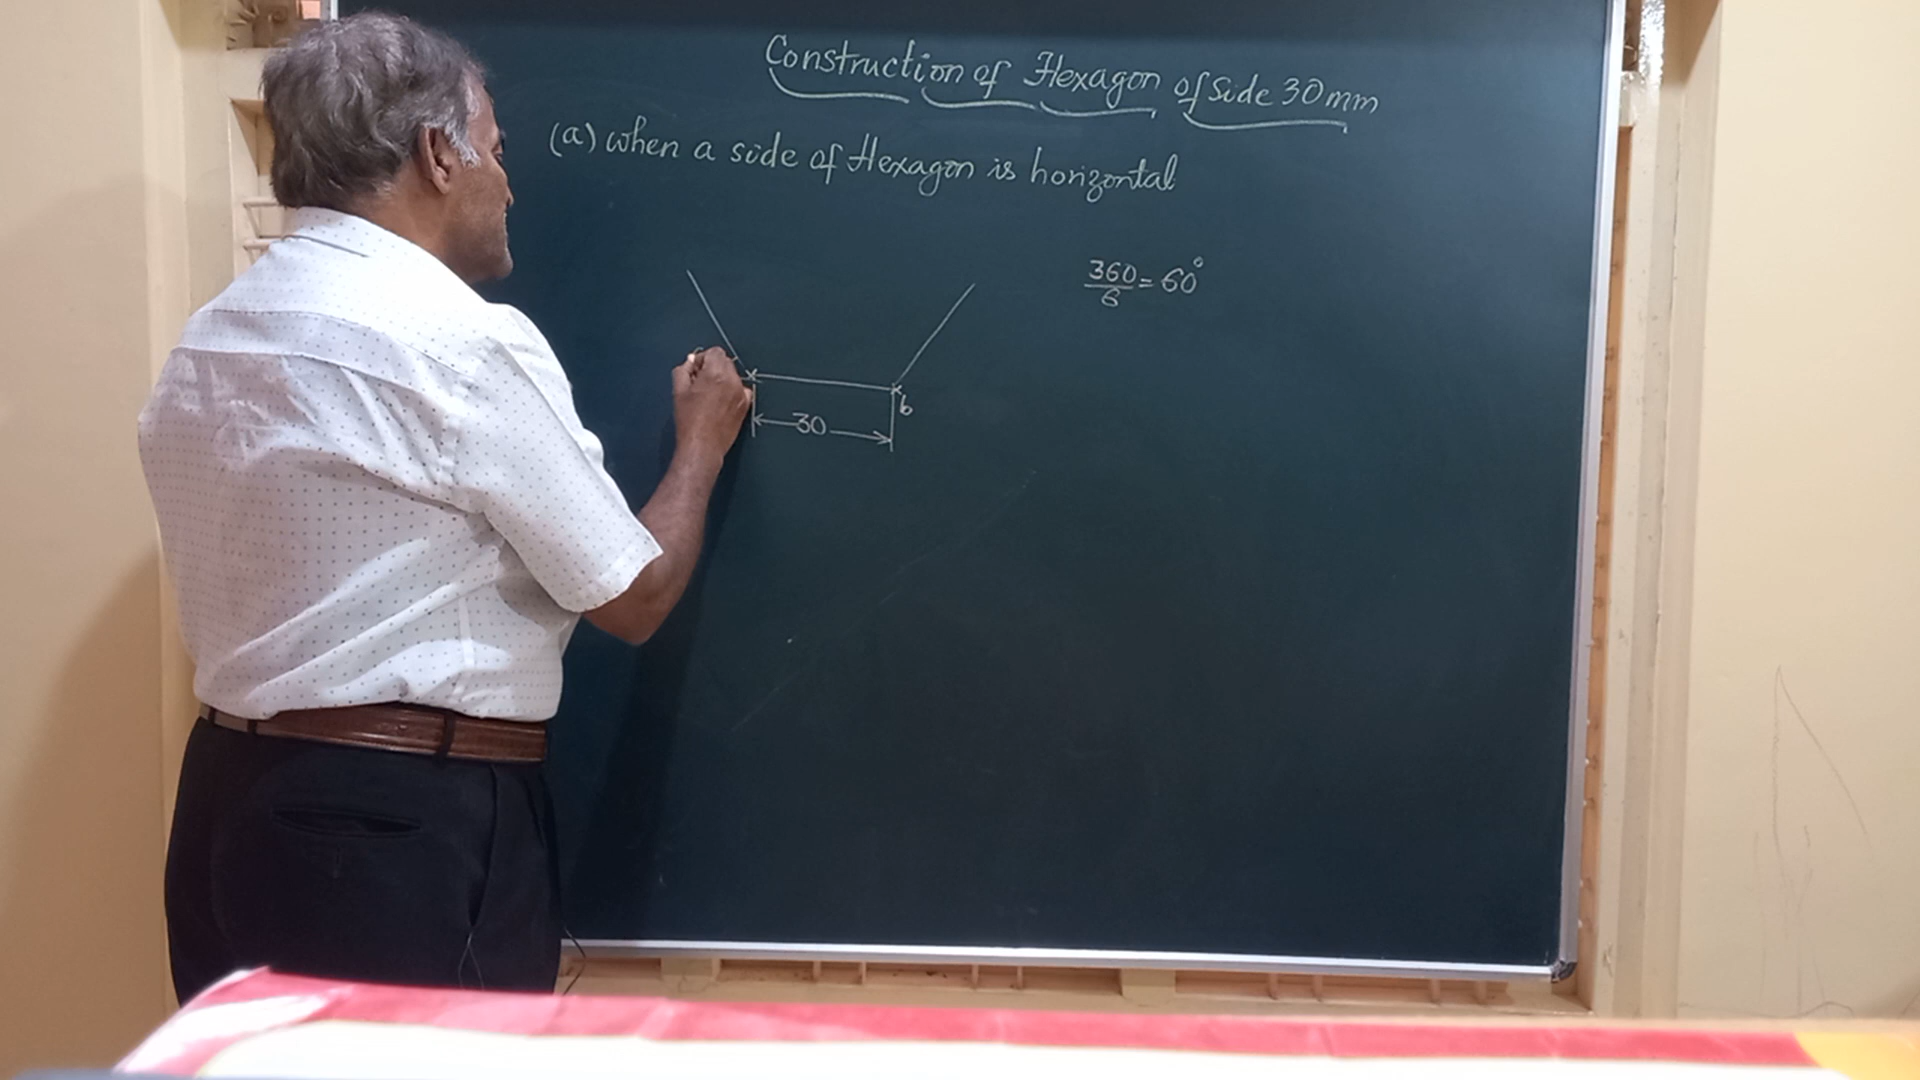 Construction of Hexagon of Side 30mm
(a) when a side of Hexagon is horizontal
360/6 = 60°
b
30